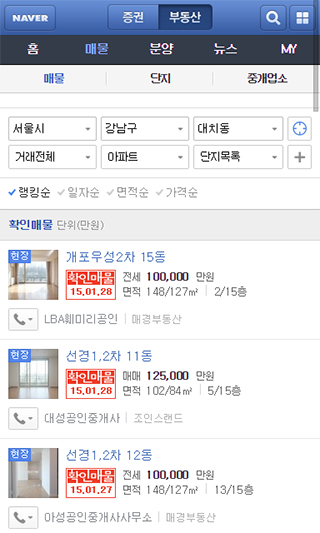 NAVER 증권 부동산
홈 매물 분양 뉴스 MY
매물 단지 중개업소
서울시 강남구 대치동
거래전체 아파트 단지목록
랭킹순 일자순 면적순 가격순
확인매물 단위(만원)
현장 개포우성2차 15동
확인매물 전세 100,000 만원
15.01.28 면적 148/127㎡ 2/15층
LBA훼미리공인 매경부동산
현장 선경1,2차 11동
확인매물 매매 125,000 만원
15.01.28 면적 102/84㎡ 5/15층
대성공인중개사 조인스랜드
현장 선경1,2차 12동
확인매물 전세 100,000 만원
15.01.27 면적 148/127㎡ 13/15층
아성공인중개사사무소 매경부동산